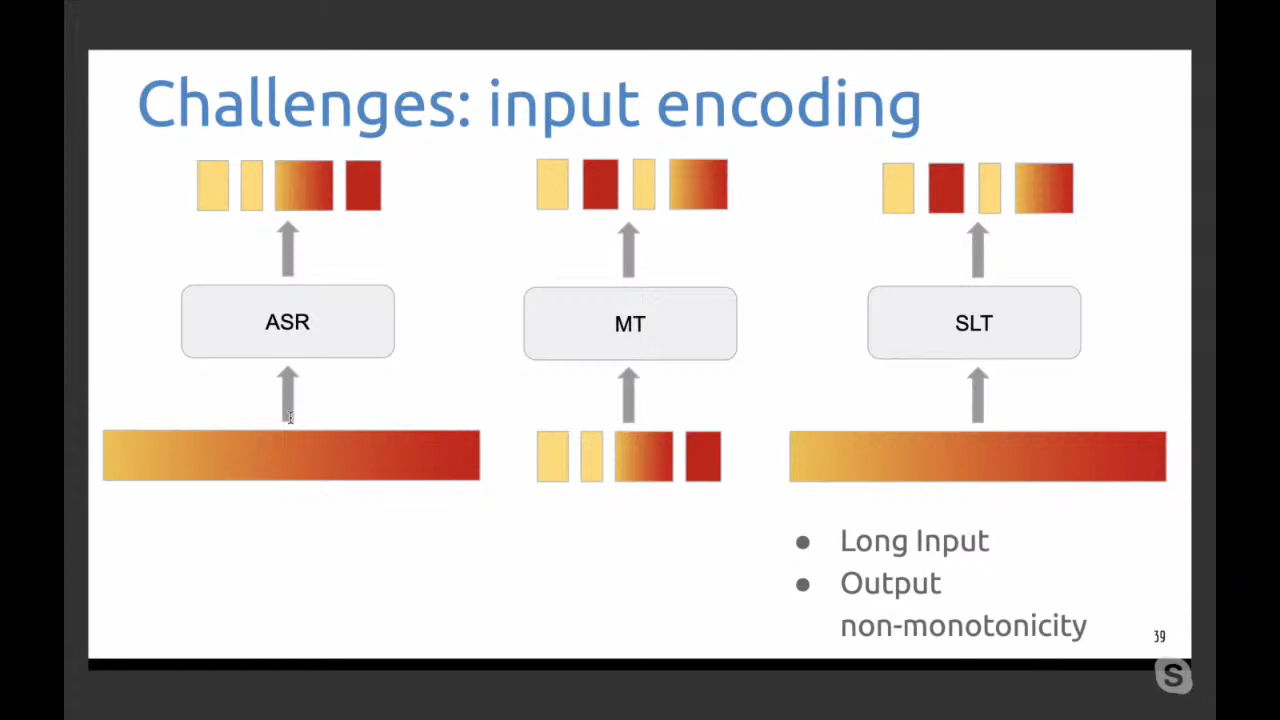 Challenges: input encoding
ASR
MT
SLT
● Long Input
● Output
non-monotonicity
39
S